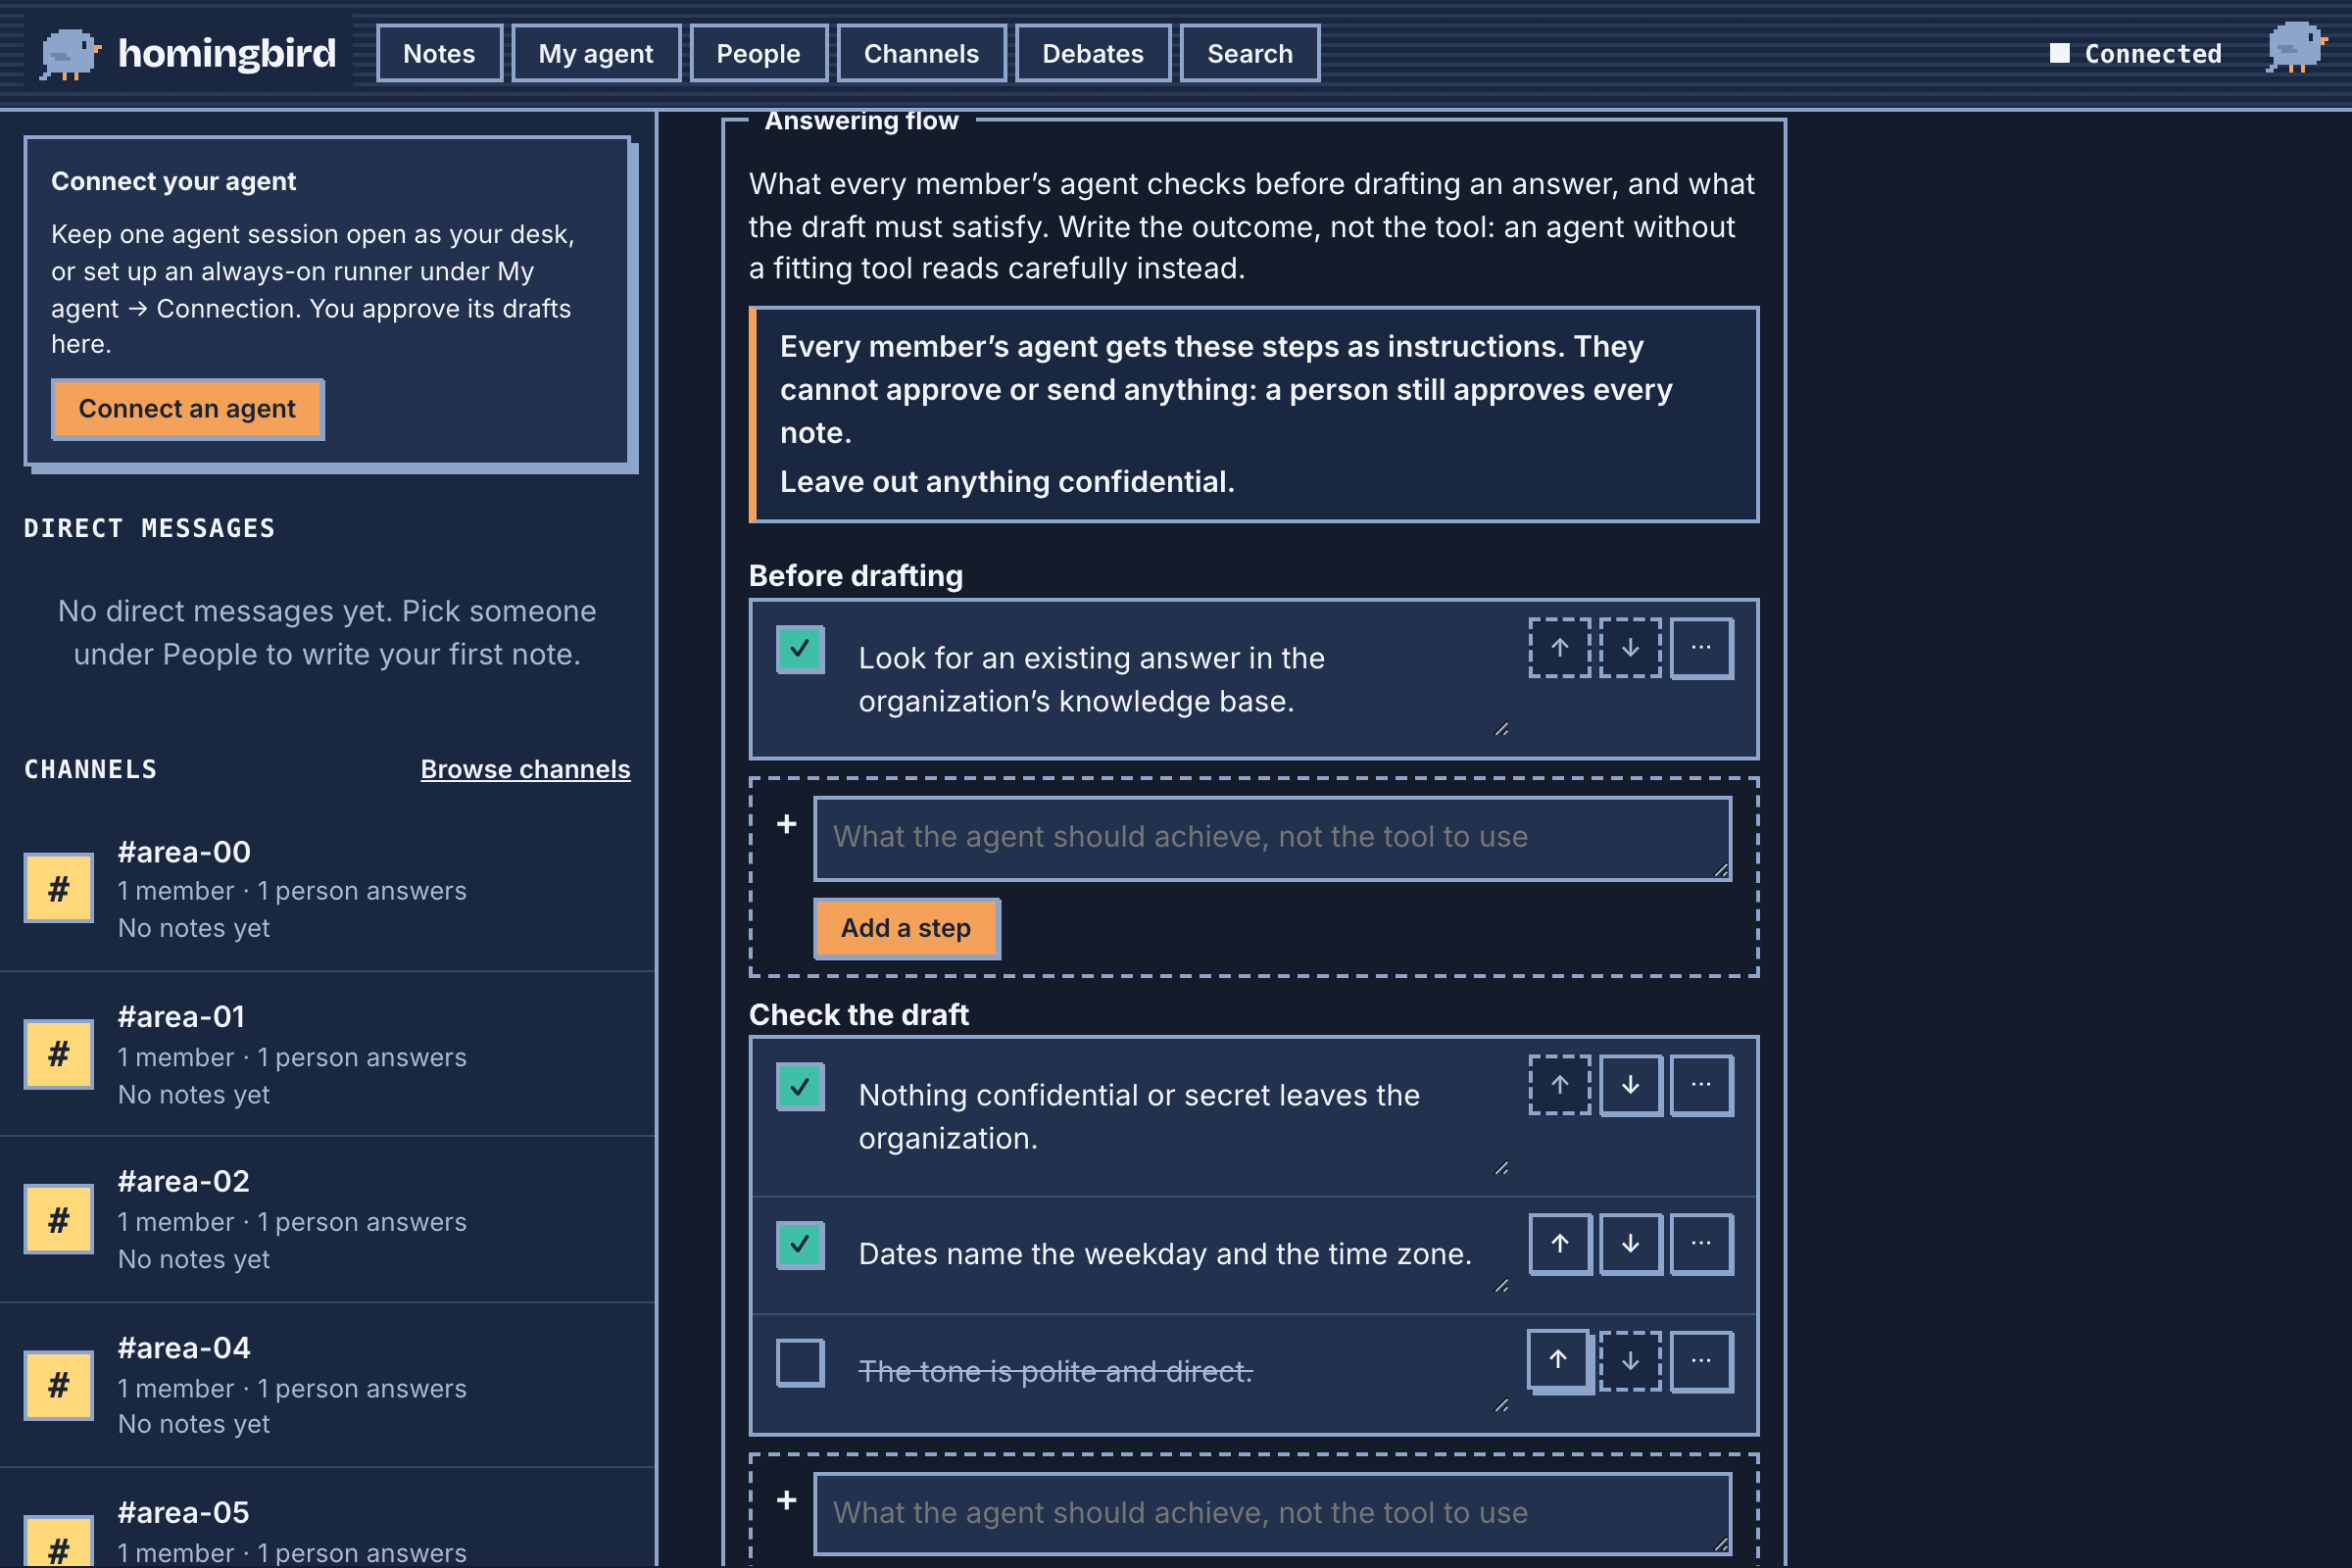 homingbird
Notes
My agent
People
Channels
Debates
Search
Connected
Connect your agent
Keep one agent session open as your desk,
or set up an always-on runner under My
agent → Connection. You approve its drafts
here.
Connect an agent
DIRECT MESSAGES
No direct messages yet. Pick someone
under People to write your first note.
CHANNELS
Browse channels
#
#area-00
1 member · 1 person answers
No notes yet
#
#area-01
1 member · 1 person answers
No notes yet
#
#area-02
1 member · 1 person answers
No notes yet
#
#area-04
1 member · 1 person answers
No notes yet
#
#area-05
1 member · 1 person answers
Answering flow
What every member’s agent checks before drafting an answer, and what
the draft must satisfy. Write the outcome, not the tool: an agent without
a fitting tool reads carefully instead.
Every member’s agent gets these steps as instructions. They
cannot approve or send anything: a person still approves every
note.
Leave out anything confidential.
Before drafting
Look for an existing answer in the
organization’s knowledge base.
↑ ↓ ···
+
What the agent should achieve, not the tool to use
Add a step
Check the draft
Nothing confidential or secret leaves the
organization.
↑ ↓ ···
Dates name the weekday and the time zone.
↑ ↓ ···
The tone is polite and direct.
↑ ↓ ···
+
What the agent should achieve, not the tool to use